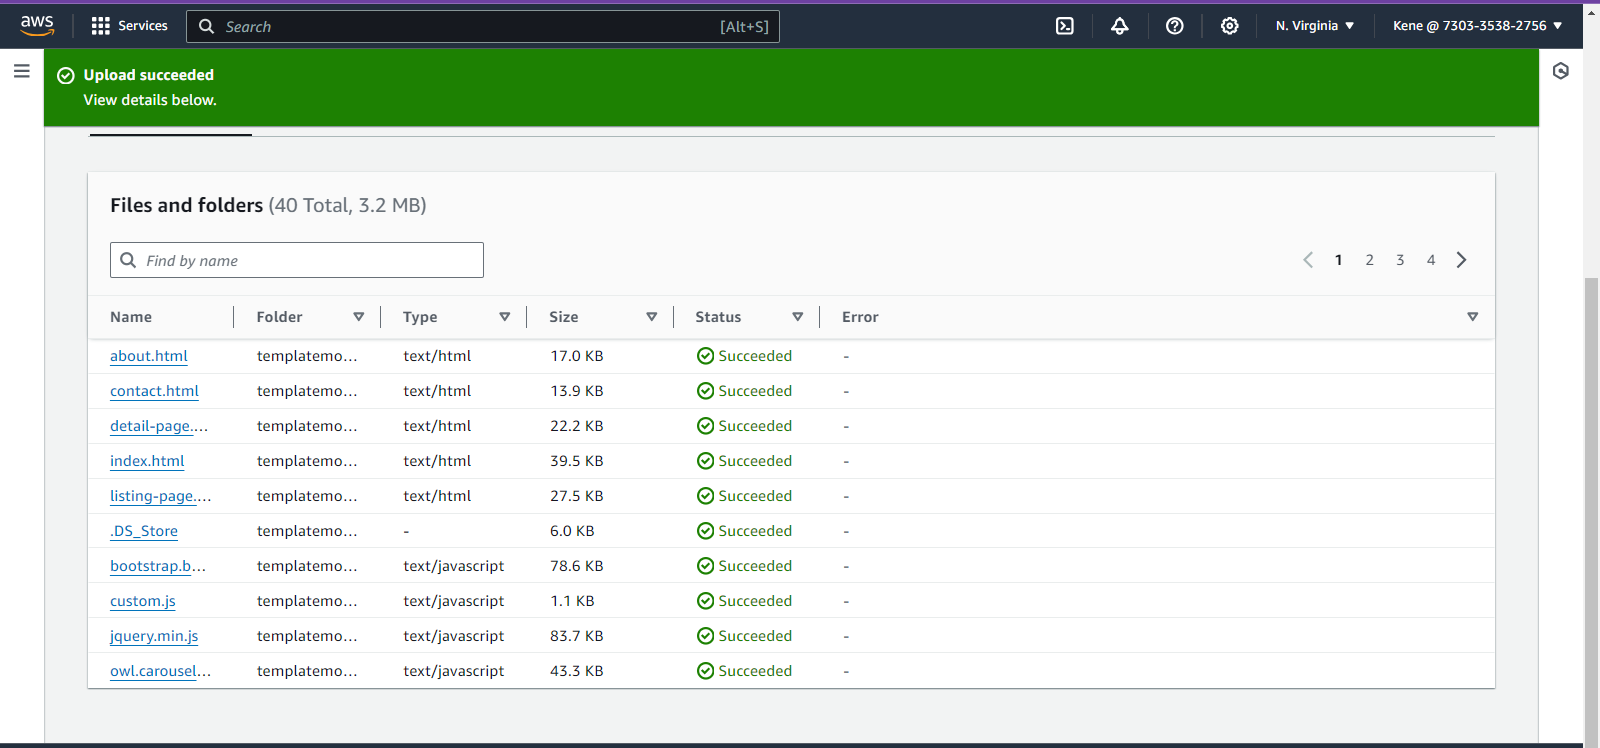 aws Services Search [Alt+S] N. Virginia Kene @ 7303-3538-2756
Upload succeeded
View details below.
Files and folders (40 Total, 3.2 MB)
Find by name 1 2 3 4
Name Folder Type Size Status Error
about.html templatemo... text/html 17.0 KB Succeeded -
contact.html templatemo... text/html 13.9 KB Succeeded -
detail-page.... templatemo... text/html 22.2 KB Succeeded -
index.html templatemo... text/html 39.5 KB Succeeded -
listing-page.... templatemo... text/html 27.5 KB Succeeded -
.DS_Store templatemo... - 6.0 KB Succeeded -
bootstrap.b... templatemo... text/javascript 78.6 KB Succeeded -
custom.js templatemo... text/javascript 1.1 KB Succeeded -
jquery.min.js templatemo... text/javascript 83.7 KB Succeeded -
owl.carousel... templatemo... text/javascript 43.3 KB Succeeded -